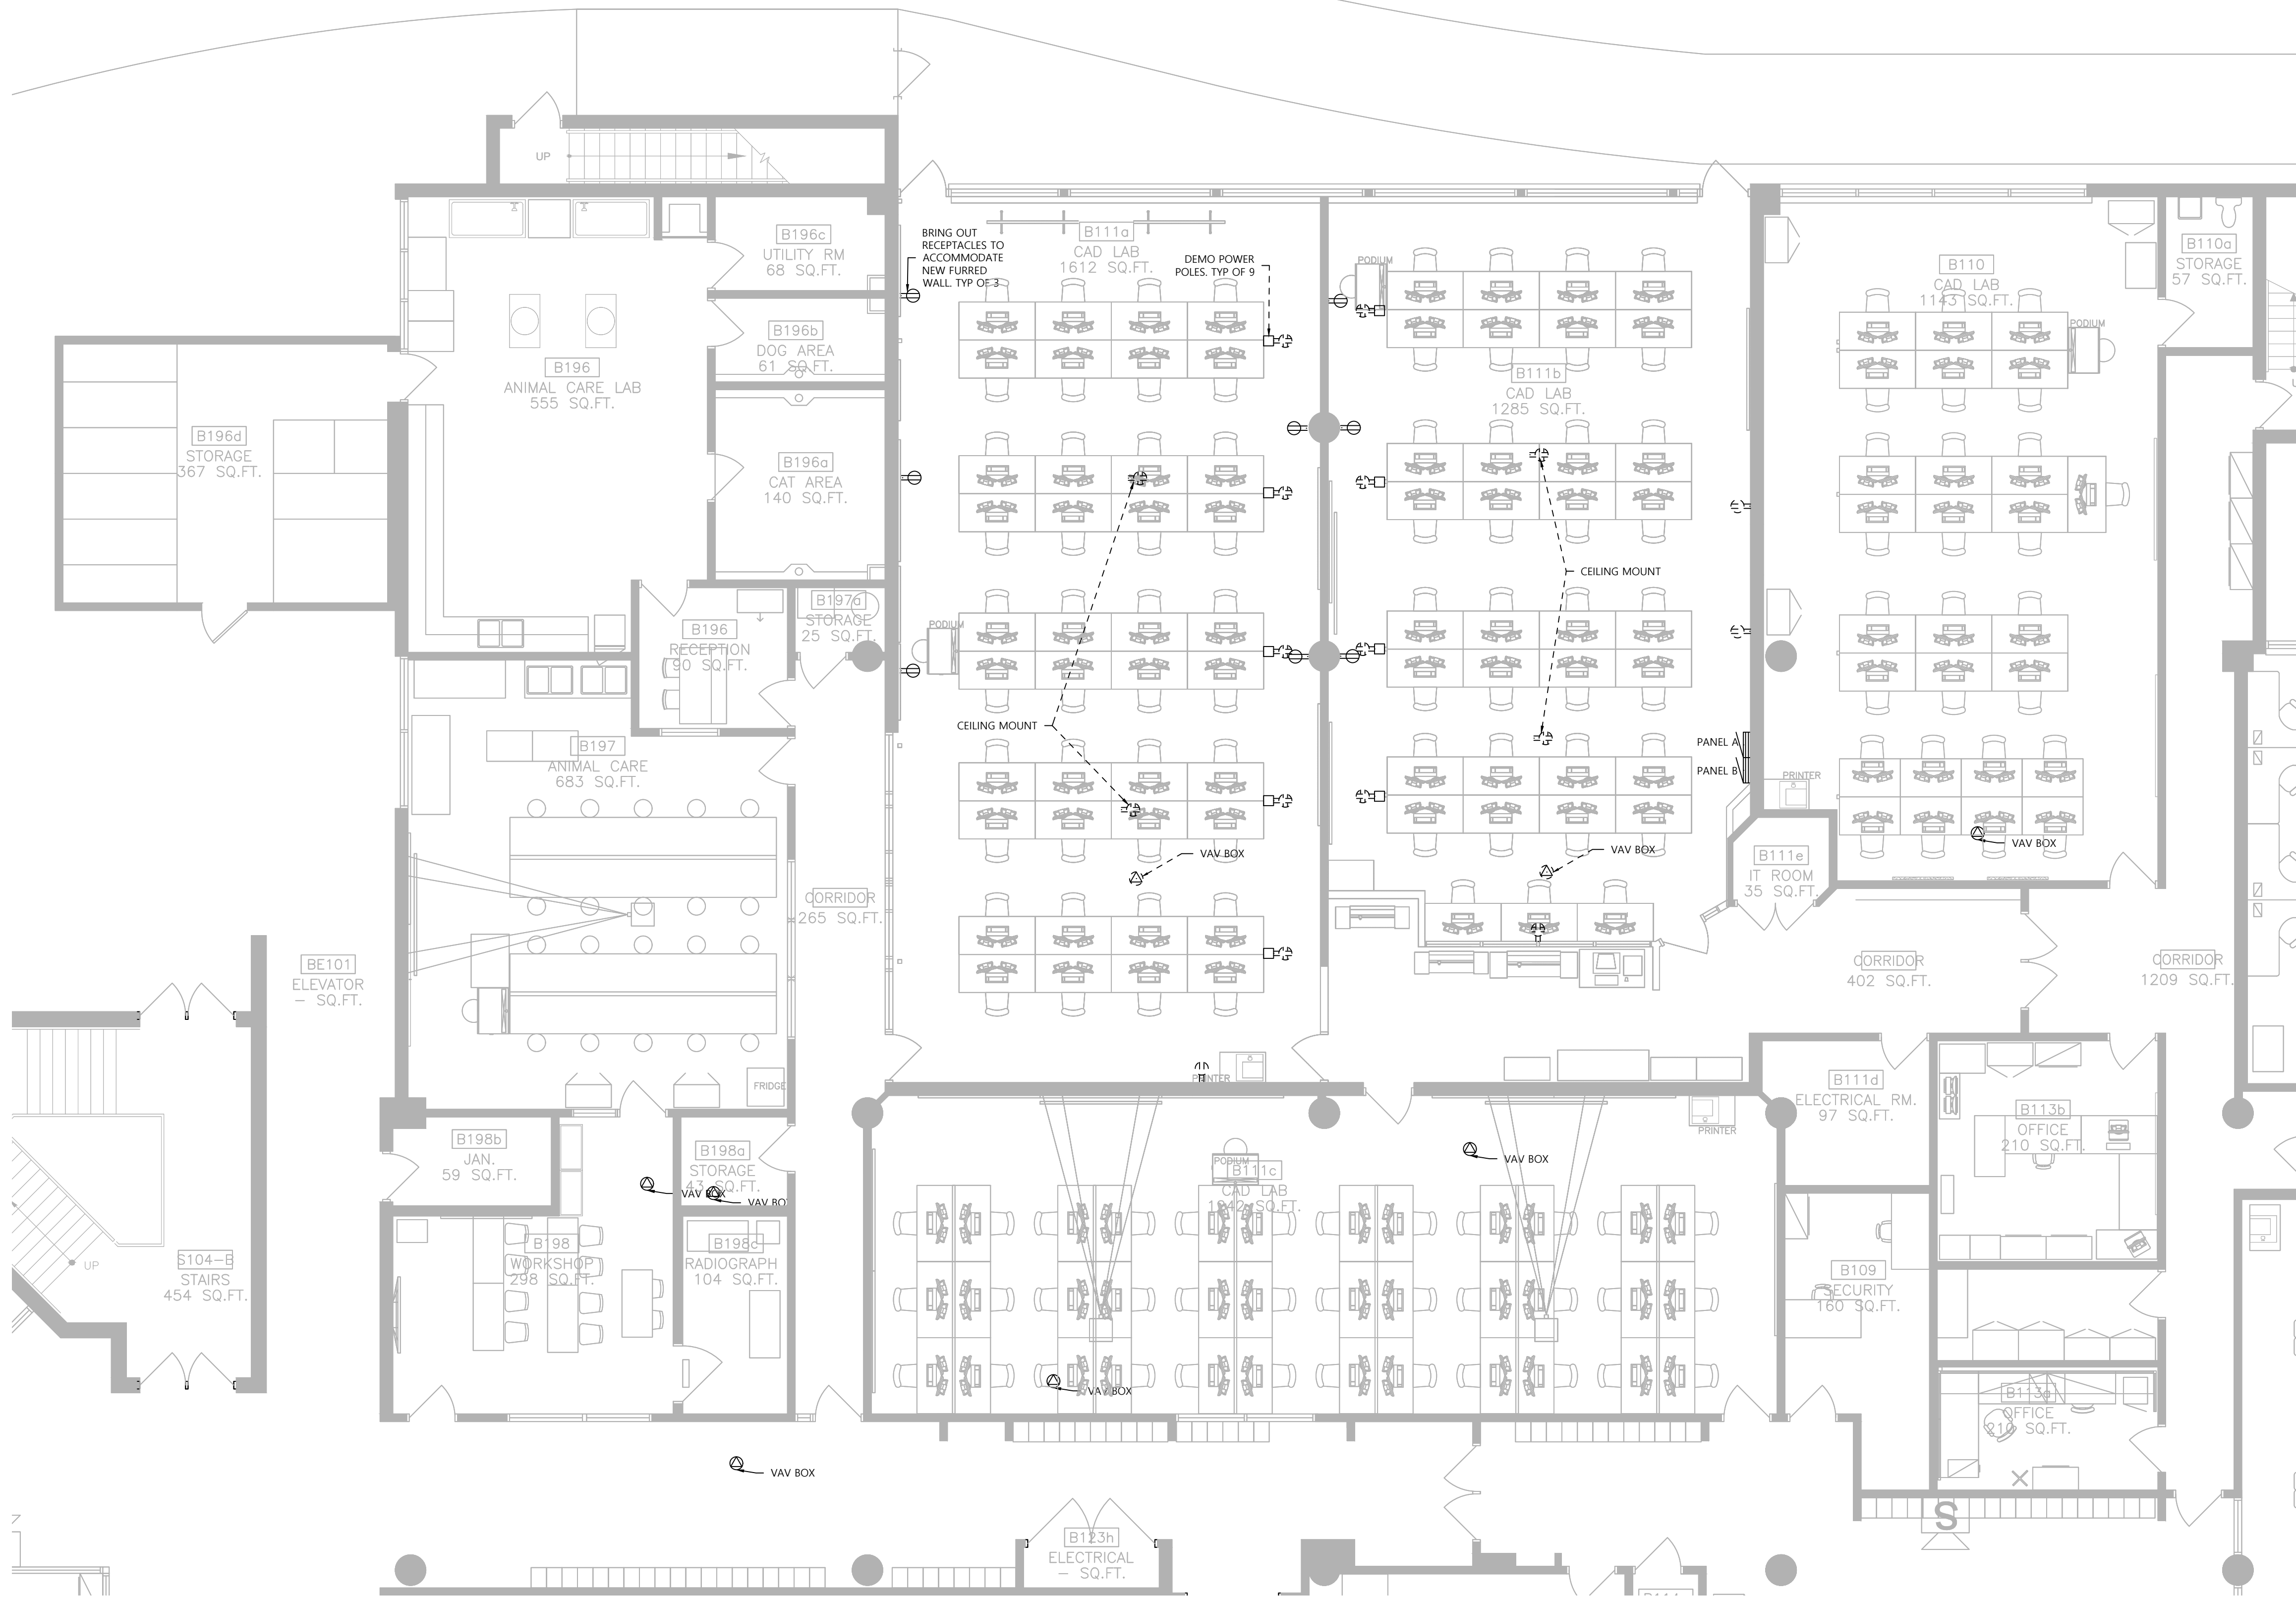 UP
B196c
UTILITY RM
68 SQ.FT.
BRING OUT
RECEPTACLES TO
ACCOMMODATE
NEW FURRED
WALL. TYP OF 3
B111a
CAD LAB
1612 SQ.FT.
DEMO POWER
POLES. TYP OF 9
PODIUM
B110
CAD LAB
1143 SQ.FT.
B110a
STORAGE
57 SQ.FT.
PODIUM
B196b
DOG AREA
61 SQ.FT.
B196
ANIMAL CARE LAB
555 SQ.FT.
B111b
CAD LAB
1285 SQ.FT.
B196d
STORAGE
367 SQ.FT.
B196a
CAT AREA
140 SQ.FT.
CEILING MOUNT
B197a
STORAGE
25 SQ.FT.
B196
RECEPTION
90 SQ.FT.
PODIUM
CEILING MOUNT
B197
ANIMAL CARE
683 SQ.FT.
PANEL A
PANEL B
PRINTER
VAV BOX
VAV BOX
VAV BOX
B111e
IT ROOM
35 SQ.FT.
CORRIDOR
265 SQ.FT.
BE101
ELEVATOR
- SQ.FT.
CORRIDOR
402 SQ.FT.
CORRIDOR
1209 SQ.FT.
PRINTER
FRIDGE
B111d
ELECTRICAL RM.
97 SQ.FT.
B113b
OFFICE
210 SQ.FT.
PRINTER
B198b
JAN.
59 SQ.FT.
B198a
STORAGE
43 SQ.FT.
VAV BOX
VAV BOX
PODIUM
B111c
CAD LAB
1242 SQ.FT.
VAV BOX
S104-B
STAIRS
454 SQ.FT.
UP
B198
WORKSHOP
298 SQ.FT.
B198c
RADIOGRAPH
104 SQ.FT.
B109
SECURITY
160 SQ.FT.
VAV BOX
B113a
OFFICE
210 SQ.FT.
VAV BOX
S
B123h
ELECTRICAL
- SQ.FT.